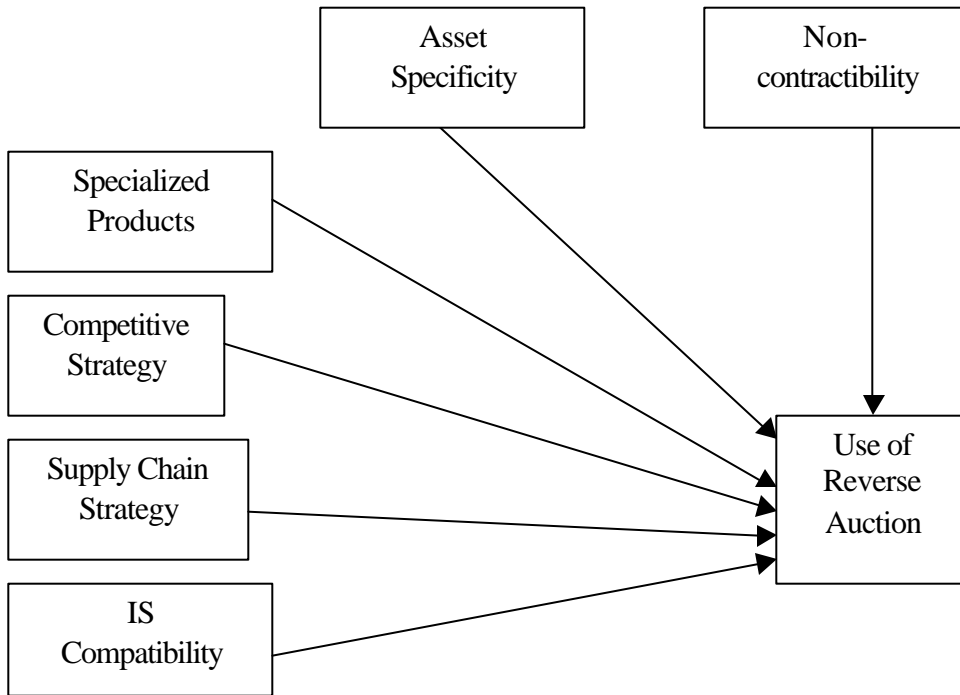 Asset
Specificity
Non-
contractibility
Specialized
Products
Competitive
Strategy
Supply Chain
Strategy
IS
Compatibility
Use of
Reverse
Auction